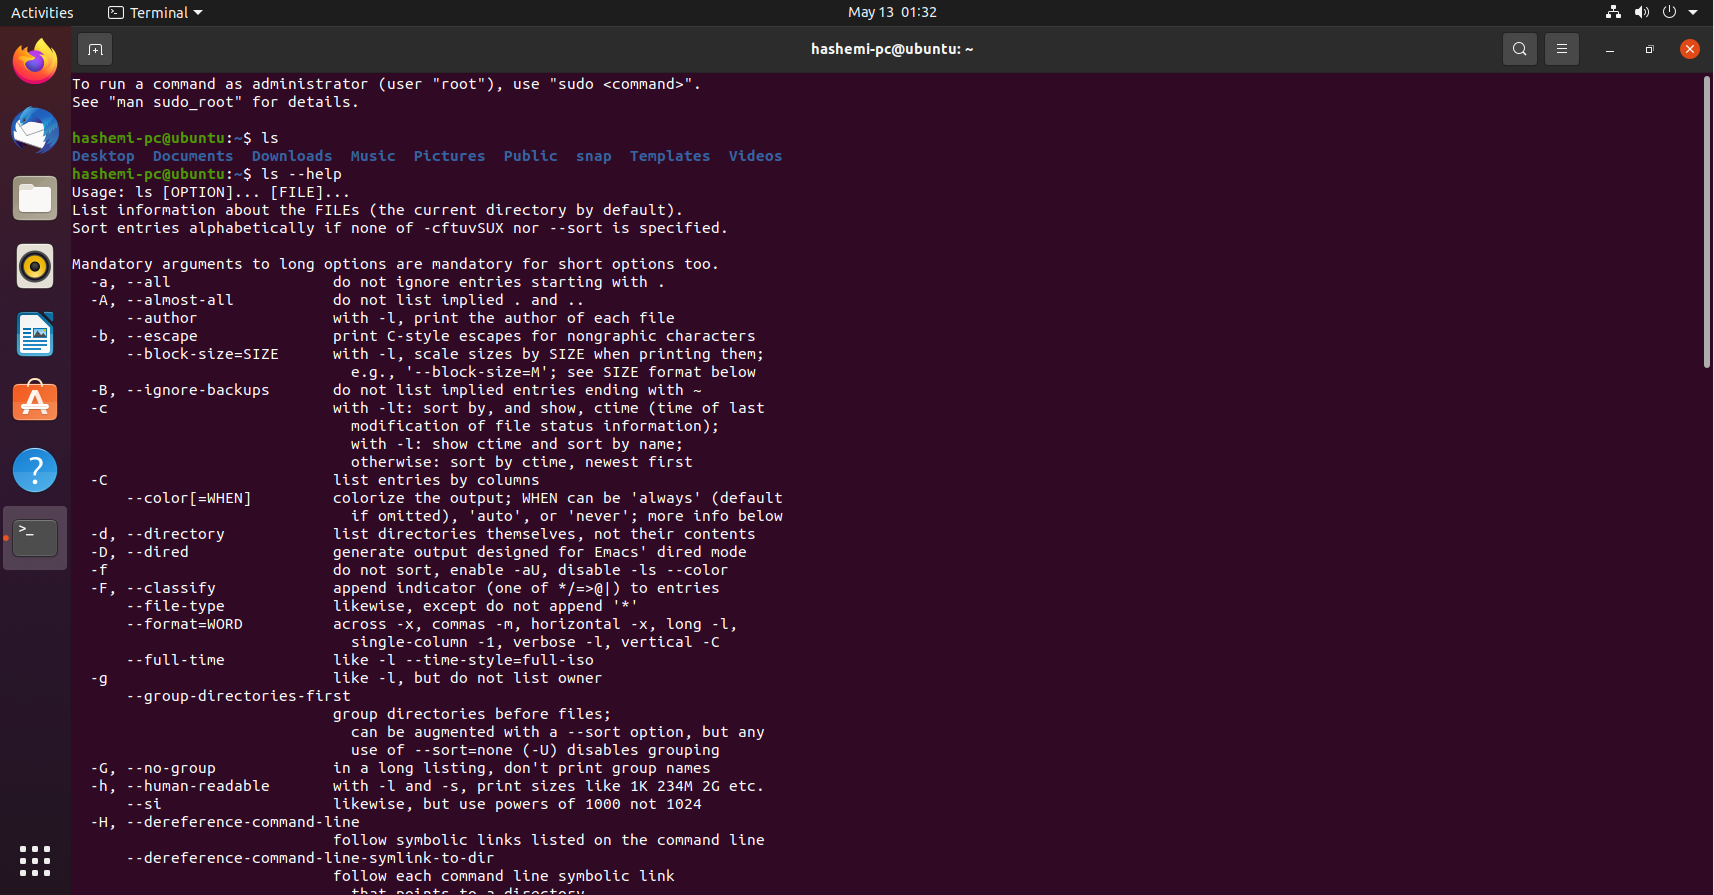 Activities
Terminal
May 13 01:32
hashemi-pc@ubuntu: ~
To run a command as administrator (user "root"), use "sudo <command>".
See "man sudo_root" for details.
hashemi-pc@ubuntu:~$ ls
Desktop  Documents  Downloads  Music  Pictures  Public  snap  Templates  Videos
hashemi-pc@ubuntu:~$ ls --help
Usage: ls [OPTION]... [FILE]...
List information about the FILEs (the current directory by default).
Sort entries alphabetically if none of -cftuvSUX nor --sort is specified.
Mandatory arguments to long options are mandatory for short options too.
  -a, --all                  do not ignore entries starting with .
  -A, --almost-all           do not list implied . and ..
      --author               with -l, print the author of each file
  -b, --escape               print C-style escapes for nongraphic characters
      --block-size=SIZE      with -l, scale sizes by SIZE when printing them;
                               e.g., '--block-size=M'; see SIZE format below
  -B, --ignore-backups       do not list implied entries ending with ~
  -c                         with -lt: sort by, and show, ctime (time of last
                               modification of file status information);
                               with -l: show ctime and sort by name;
                               otherwise: sort by ctime, newest first
  -C                         list entries by columns
      --color[=WHEN]         colorize the output; WHEN can be 'always' (default
                               if omitted), 'auto', or 'never'; more info below
  -d, --directory            list directories themselves, not their contents
  -D, --dired                generate output designed for Emacs' dired mode
  -f                         do not sort, enable -aU, disable -ls --color
  -F, --classify             append indicator (one of */=>@|) to entries
      --file-type            likewise, except do not append '*'
      --format=WORD          across -x, commas -m, horizontal -x, long -l,
                               single-column -1, verbose -l, vertical -C
      --full-time            like -l --time-style=full-iso
  -g                         like -l, but do not list owner
      --group-directories-first
                             group directories before files;
                               can be augmented with a --sort option, but any
                               use of --sort=none (-U) disables grouping
  -G, --no-group             in a long listing, don't print group names
  -h, --human-readable       with -l and -s, print sizes like 1K 234M 2G etc.
      --si                   likewise, but use powers of 1000 not 1024
  -H, --dereference-command-line
                             follow symbolic links listed on the command line
      --dereference-command-line-symlink-to-dir
                             follow each command line symbolic link
                               that points to a directory